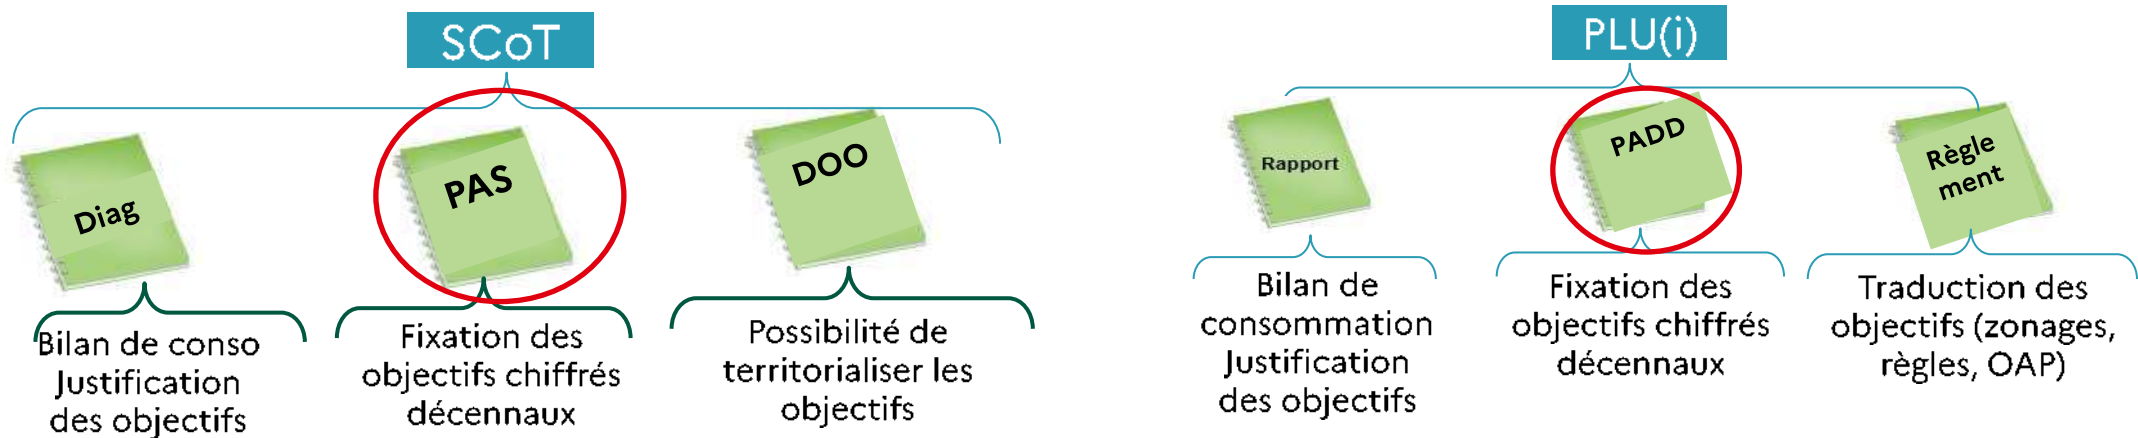 SCoT
Diag
Bilan de conso
Justification
des objectifs
PAS
Fixation des
objectifs chiffrés
décennaux
DOO
Possibilité de
territorialiser les
objectifs
PLU(i)
Rapport
Bilan de
consommation
Justification
des objectifs
PADD
Fixation des
objectifs chiffrés
décennaux
Règle
ment
Traduction des
objectifs (zonages,
règles, OAP)